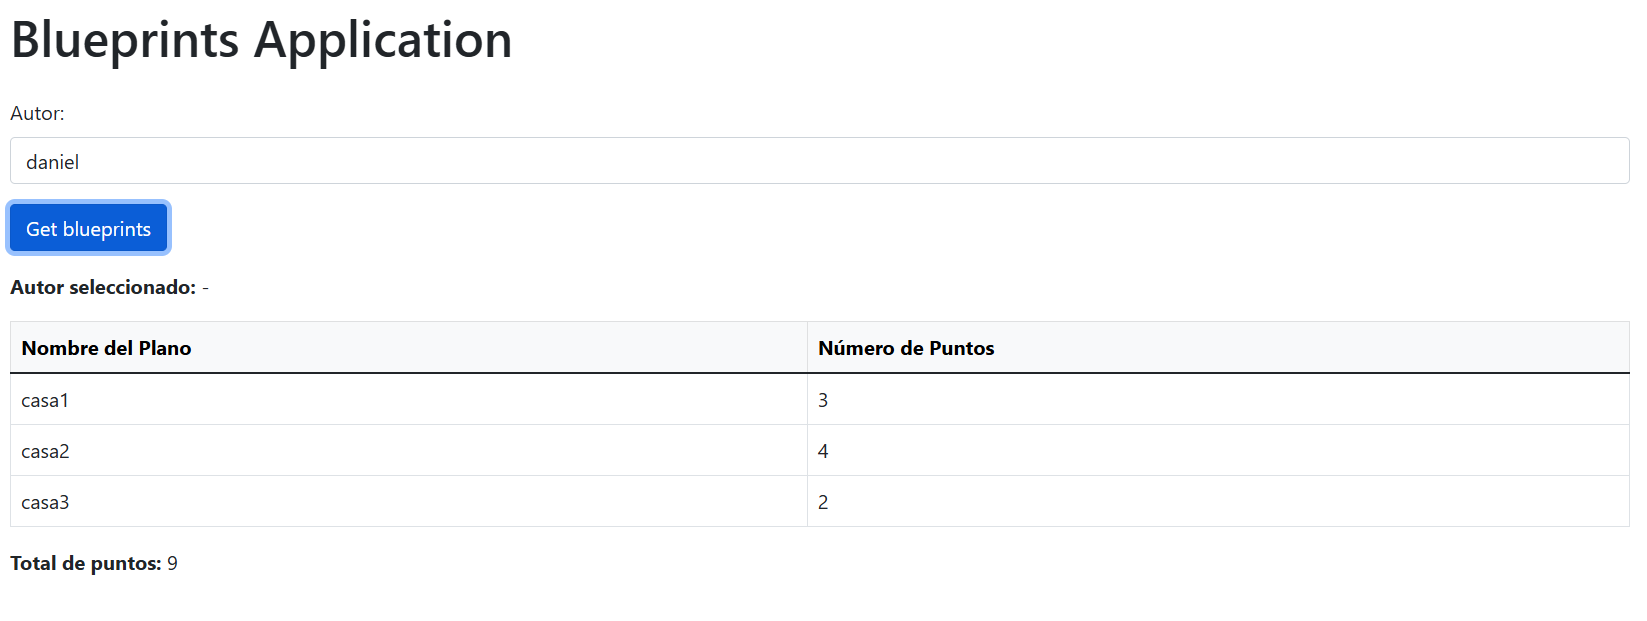 Blueprints Application
Autor:
daniel
Get blueprints
Autor seleccionado: -
Nombre del Plano Número de Puntos
casa1 3
casa2 4
casa3 2
Total de puntos: 9